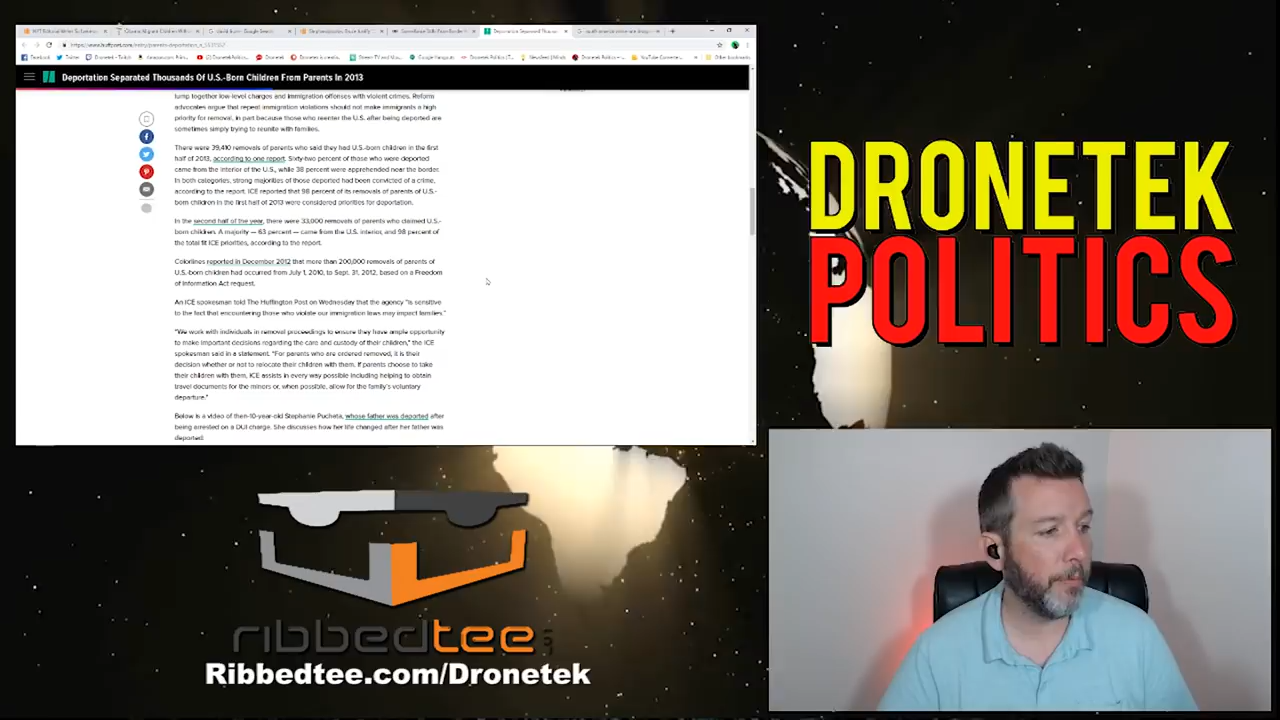 Stephanopoulos
https://www.huffpost.com/entry/parents-deportation_n_
Facebook
Twitter
Dronetek - Twitch
Dronetek
Google Hangouts
Other bookmarks
Deportation Separated Thousands Of U.S.-Born Children From Parents In 2013
lump together low-level charges and immigration offenses with violent crimes. Reform
advocates argue that repeat immigration violations should not make immigrants a high
priority for removal, in part because those who reenter the U.S. after being deported are
sometimes simply trying to reunite with families.
There were 39,410 removals of parents who said they had U.S.-born children in the first
half of 2013, according to one report. Sixty-two percent of those who were deported
came from the interior of the U.S., while 38 percent were apprehended near the border.
In both categories, strong majorities of those deported had been convicted of a crime,
according to the report. ICE reported that 98 percent of its removals of parents of U.S.-
born children in the first half of 2013 were considered priorities for deportation.
In the second half of the year, there were 33,000 removals of parents who claimed U.S.-
born children. A majority — 63 percent — came from the U.S. interior, and 98 percent of
the total fit ICE priorities, according to the report.
Colorlines reported in December 2012 that more than 200,000 removals of parents of
U.S.-born children had occurred from July 1, 2010, to Sept. 31, 2012, based on a Freedom
of Information Act request.
An ICE spokesman told The Huffington Post on Wednesday that the agency "is sensitive
to the fact that encountering those who violate our immigration laws may impact families."
"We work with individuals in removal proceedings to ensure they have ample opportunity
to make important decisions regarding the care and custody of their children," the ICE
spokesman said in a statement. "For parents who are ordered removed, it is their
decision whether or not to relocate their children with them. If parents choose to take
their children with them, ICE assists in every way possible including helping to obtain
travel documents for the minors or, when possible, allow for the family's voluntary
departure."
Below is a video of then-10-year-old Stephanie Pucheta, whose father was deported after
being arrested on a DUI charge. She discusses how her life changed after her father was
deported:
DRONETEK
POLITICS
ribbedtee
Ribbedtee.com/Dronetek